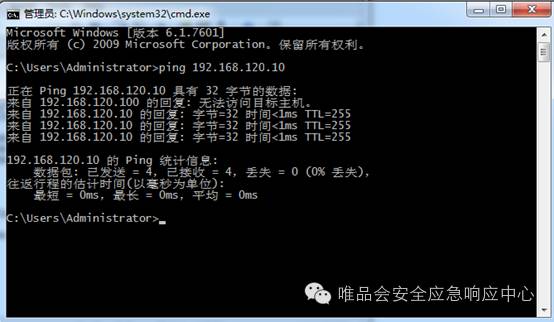 管理员: C:\Windows\system32\cmd.exe
Microsoft Windows [版本 6.1.7601]
版权所有 (c) 2009 Microsoft Corporation。保留所有权利。
C:\Users\Administrator>ping 192.168.120.10
正在 Ping 192.168.120.10 具有 32 字节的数据:
来自 192.168.120.100 的回复: 无法访问目标主机。
来自 192.168.120.10 的回复: 字节=32 时间<1ms TTL=255
来自 192.168.120.10 的回复: 字节=32 时间<1ms TTL=255
来自 192.168.120.10 的回复: 字节=32 时间<1ms TTL=255
192.168.120.10 的 Ping 统计信息:
数据包: 已发送 = 4，已接收 = 4，丢失 = 0 (0% 丢失)，
往返行程的估计时间(以毫秒为单位):
最短 = 0ms，最长 = 0ms，平均 = 0ms
C:\Users\Administrator>_
唯品会安全应急响应中心